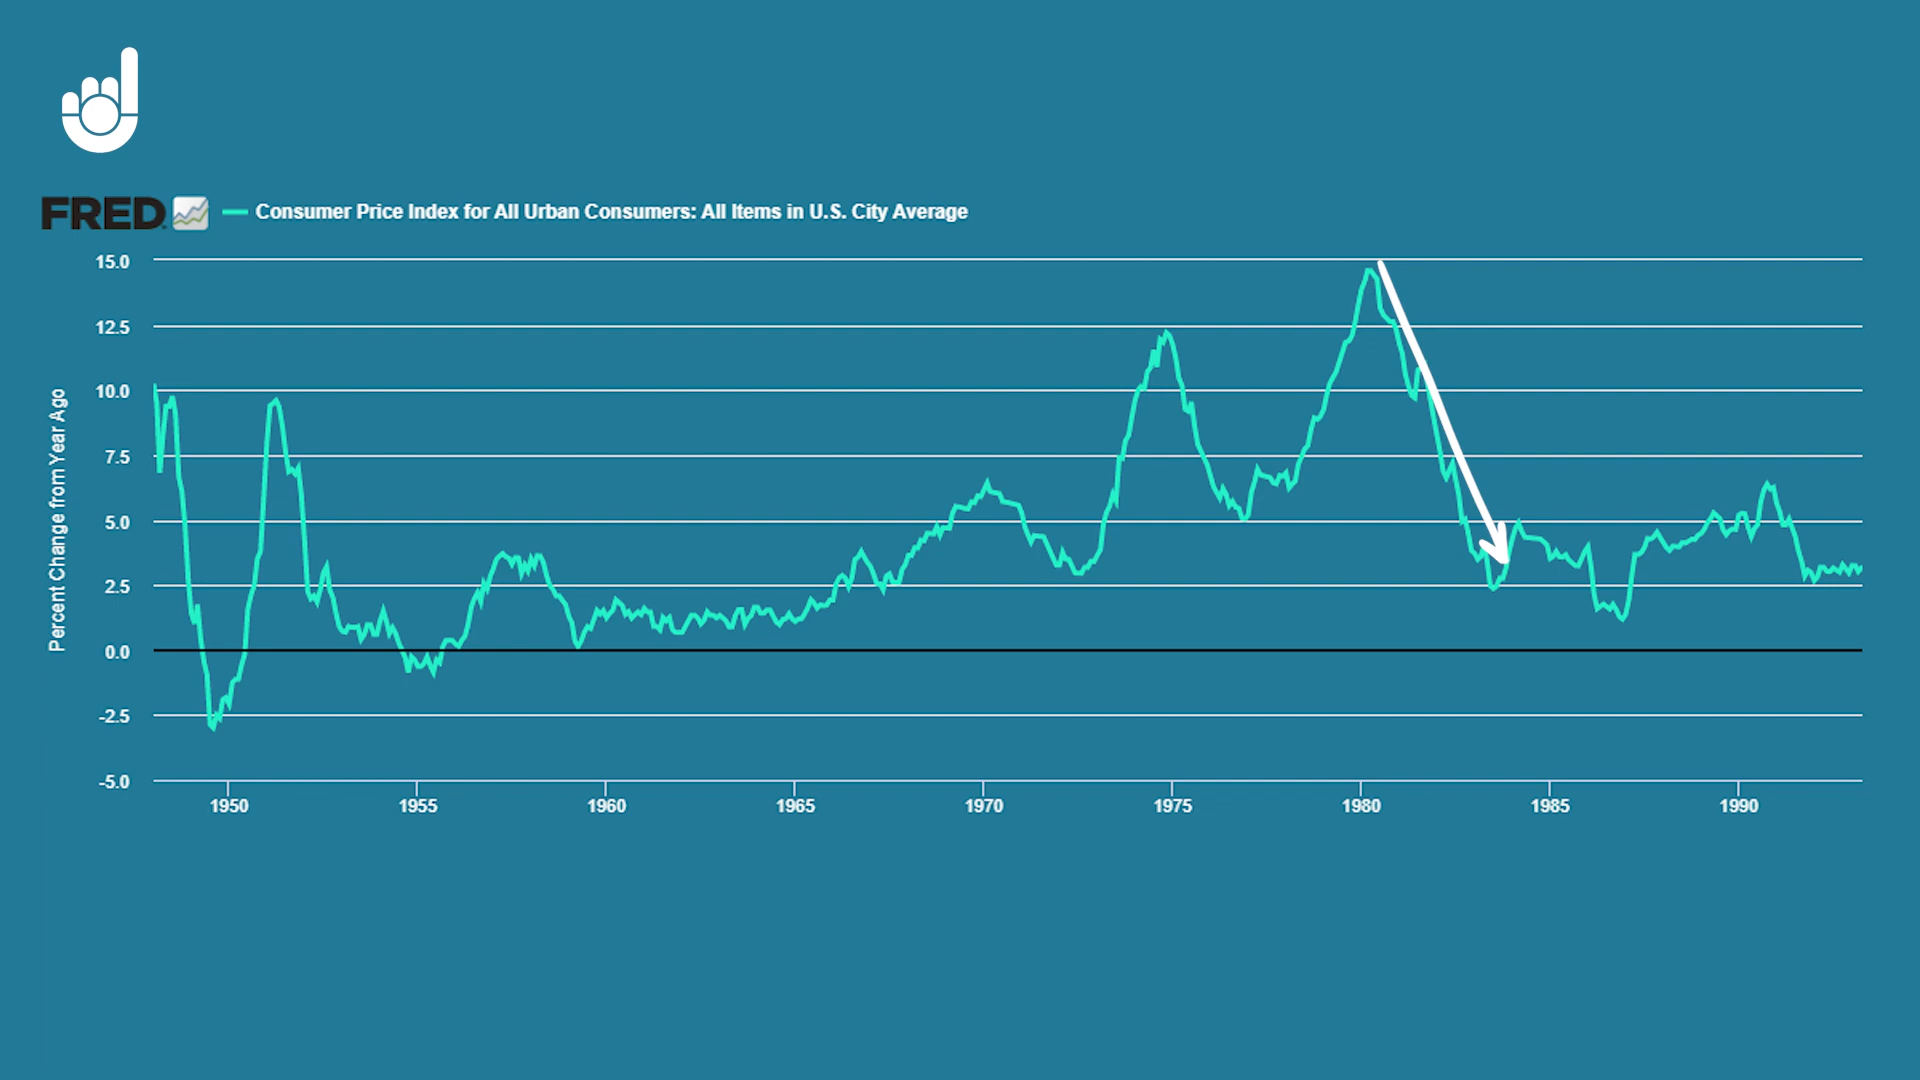 FRED
Consumer Price Index for All Urban Consumers: All Items in U.S. City Average
Percent Change from Year Ago
15.0
12.5
10.0
7.5
5.0
2.5
0.0
-2.5
-5.0
1950 1955 1960 1965 1970 1975 1980 1985 1990